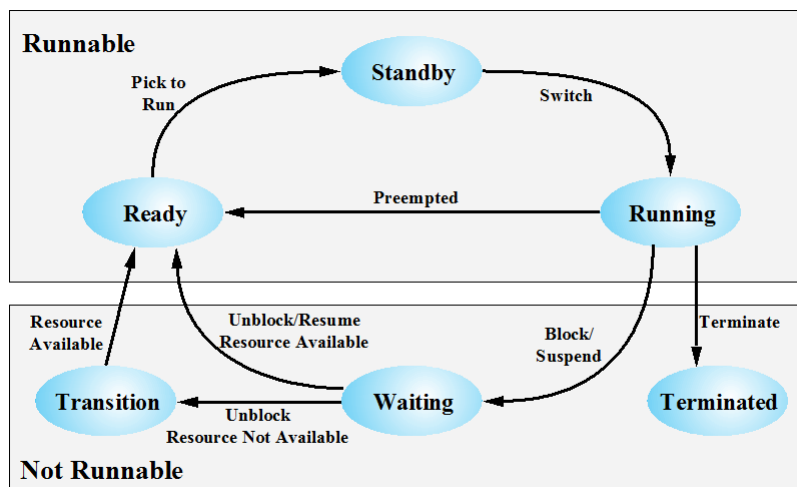 Runnable
Standby
Pick to
Run
Switch
Ready
Preempted
Running
Resource
Available
Unblock/Resume
Resource Available
Block/
Suspend
Terminate
Transition
Unblock
Resource Not Available
Waiting
Terminated
Not Runnable